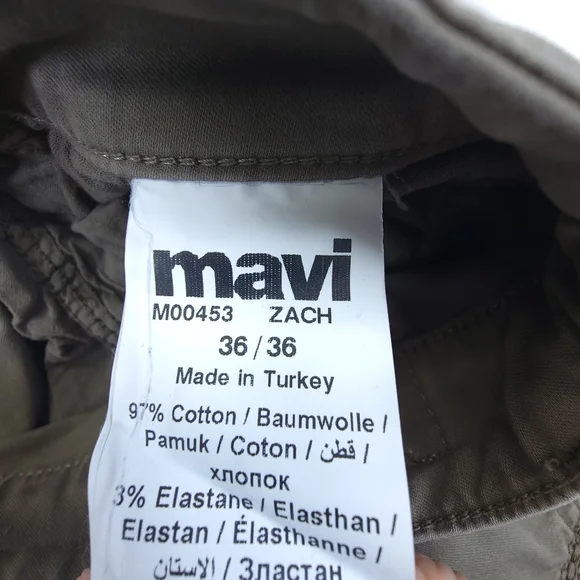 mavi
M00453 ZACH
36 / 36
Made in Turkey
97% Cotton / Baumwolle /
Pamuk / Coton / قطن /
хлопок
3% Elastane / Elasthan /
Elastan / Élasthanne /
الاستان / Эластан